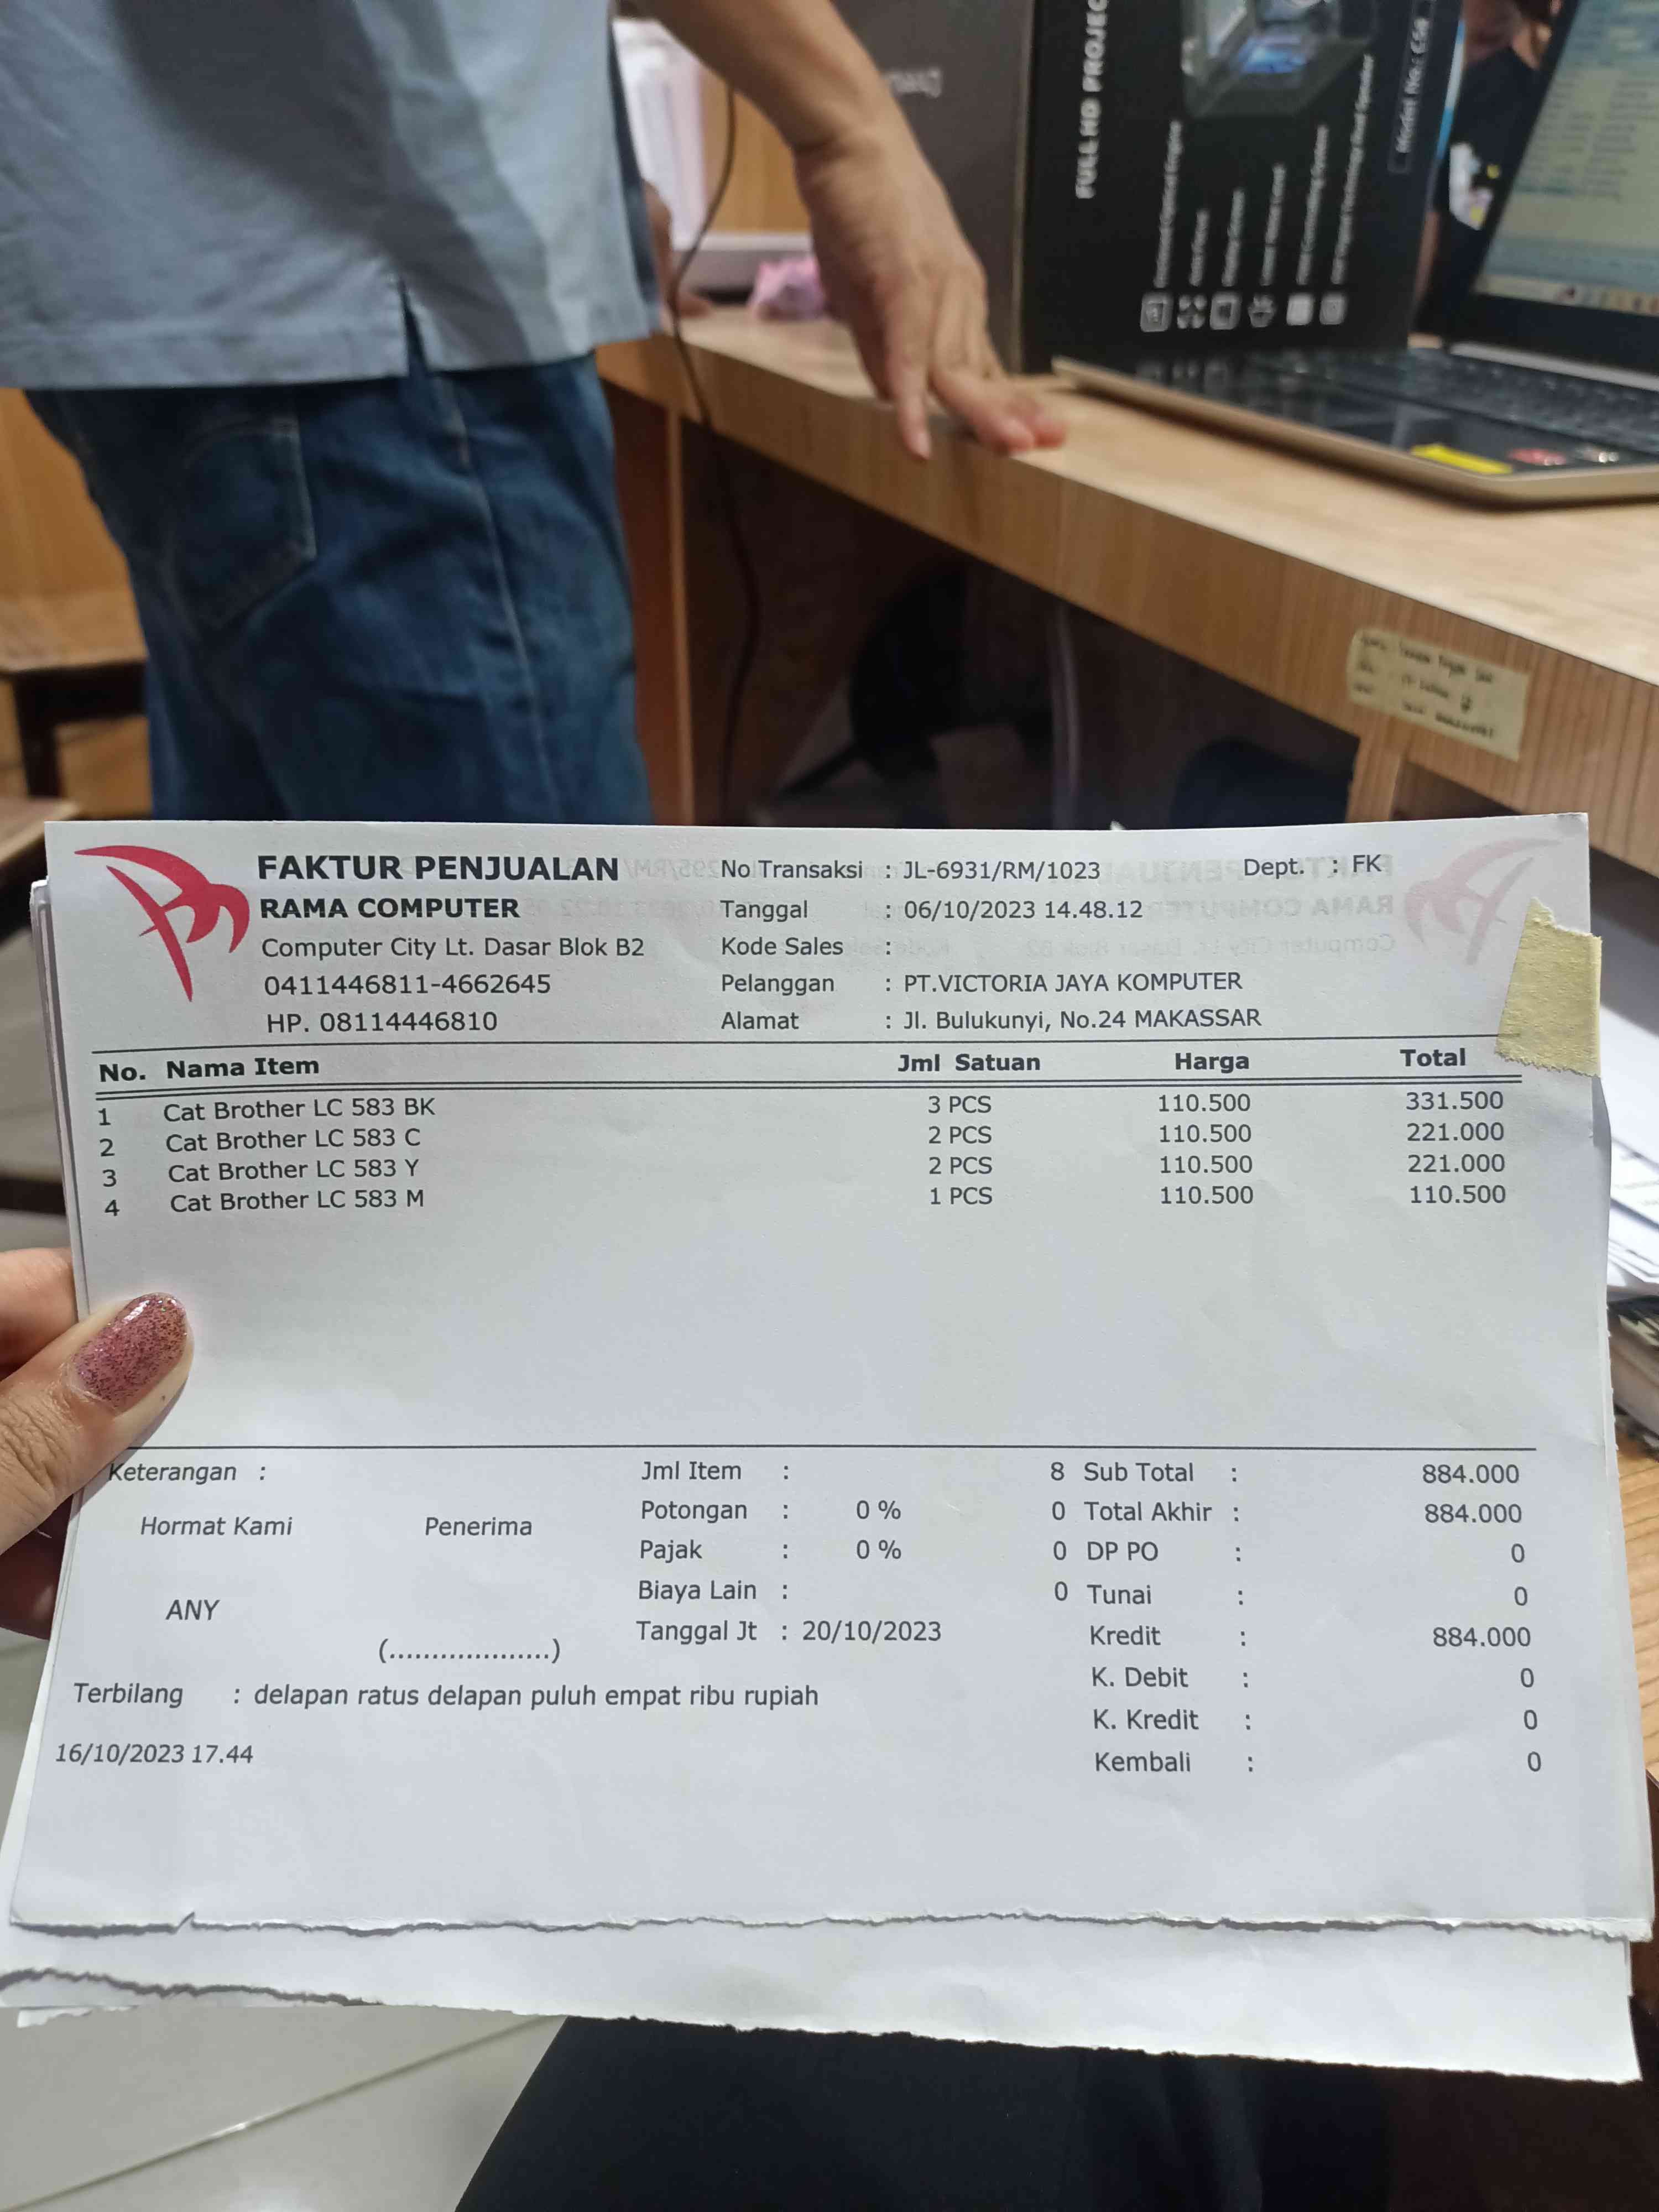 FULL HD PROJEC
Model No.: C50
Auto Focus
FAKTUR PENJUALAN
RAMA COMPUTER
Computer City Lt. Dasar Blok B2
0411446811-4662645
HP. 08114446810
No Transaksi : JL-6931/RM/1023
Dept. : FK
Tanggal : 06/10/2023 14.48.12
Kode Sales :
Pelanggan : PT.VICTORIA JAYA KOMPUTER
Alamat : Jl. Bulukunyi, No.24 MAKASSAR
No. Nama Item Jml Satuan Harga Total
1 Cat Brother LC 583 BK 3 PCS 110.500 331.500
2 Cat Brother LC 583 C 2 PCS 110.500 221.000
3 Cat Brother LC 583 Y 2 PCS 110.500 221.000
4 Cat Brother LC 583 M 1 PCS 110.500 110.500
Keterangan :
Hormat Kami Penerima
ANY
(...................)
Jml Item : 8
Potongan : 0 % 0
Pajak : 0 % 0
Biaya Lain : 0
Tanggal Jt : 20/10/2023
Sub Total : 884.000
Total Akhir : 884.000
DP PO : 0
Tunai : 0
Kredit : 884.000
K. Debit : 0
K. Kredit : 0
Kembali : 0
Terbilang : delapan ratus delapan puluh empat ribu rupiah
16/10/2023 17.44